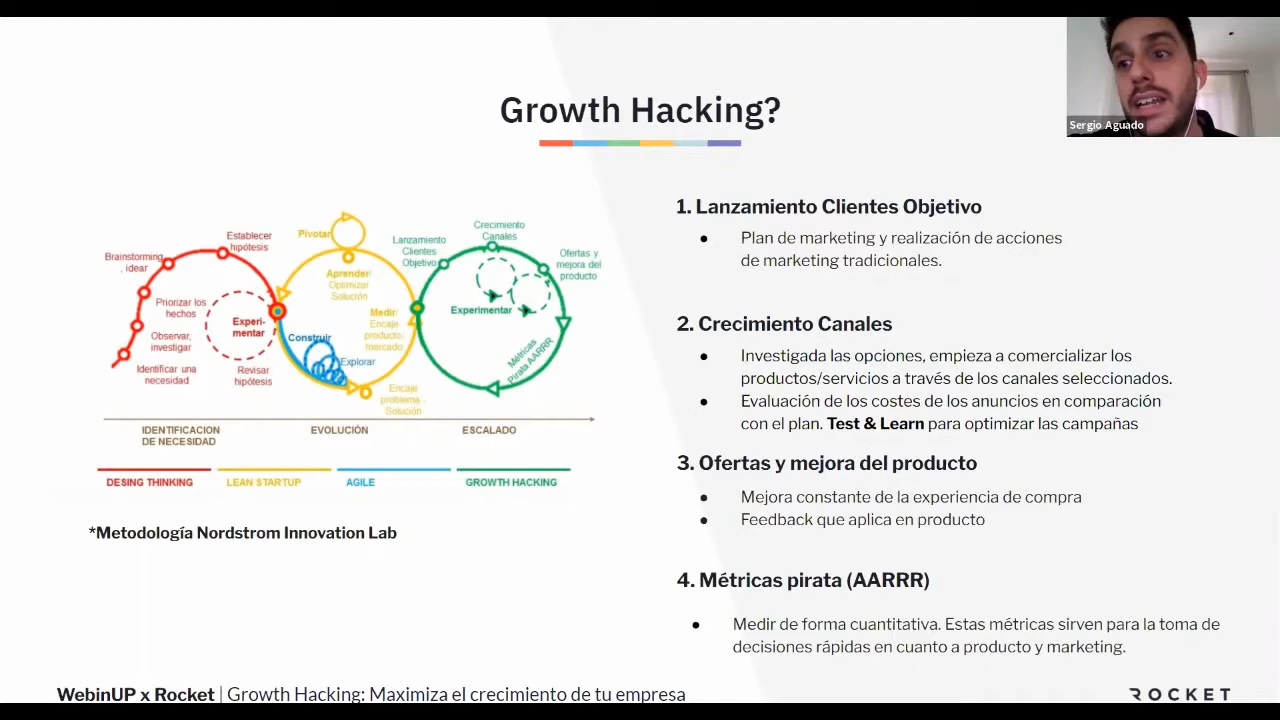 Growth Hacking?
Sergio Aguado
Brainstorming
, idear
Establecer
hipótesis
Priorizar los
hechos
Observar,
investigar
Identificar una
necesidad
Experi-
mentar
Revisar
hipótesis
Pivotar
Aprender/
Optimizar
Solución
Medir/
Encaje
producto-
mercado
Construir
Explorar
Encaje
problema -
Solución
Lanzamiento
Clientes
Objetivo
Crecimiento
Canales
Ofertas y
mejora del
producto
Experimentar
Métricas
Pirata AARRR
IDENTIFICACION
DE NECESIDAD
EVOLUCIÓN
ESCALADO
DESING THINKING
LEAN STARTUP
AGILE
GROWTH HACKING
*Metodología Nordstrom Innovation Lab
1. Lanzamiento Clientes Objetivo
● Plan de marketing y realización de acciones
de marketing tradicionales.
2. Crecimiento Canales
● Investigada las opciones, empieza a comercializar los
productos/servicios a través de los canales selexcionados.
● Evaluación de los costes de los anuncios en comparación
con el plan. Test & Learn para optimizar las campañas
3. Ofertas y mejora del producto
● Mejora constante de la experiencia de compra
● Feedback que aplica en producto
4. Métricas pirata (AARRR)
● Medir de forma cuantitativa. Estas métricas sirven para la toma de
decisiones rápidas en cuanto a producto y marketing.
WebinUP x Rocket | Growth Hacking: Maximiza el crecimiento de tu empresa
ROCKET